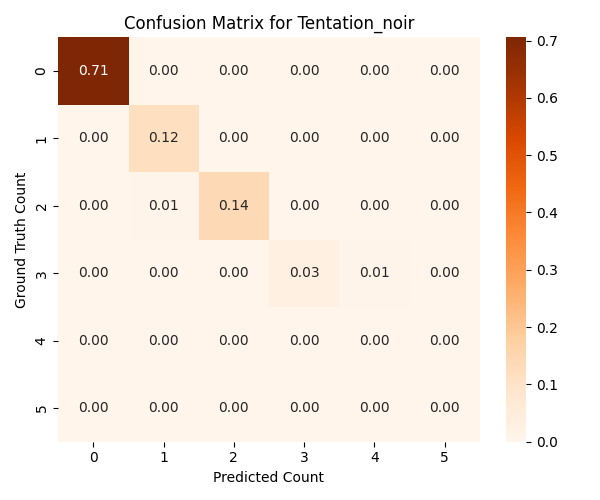 Confusion Matrix for Tentation_noir
0 0.71 0.00 0.00 0.00 0.00 0.00
1 0.00 0.12 0.00 0.00 0.00 0.00
2 0.00 0.01 0.14 0.00 0.00 0.00
3 0.00 0.00 0.00 0.03 0.01 0.00
4 0.00 0.00 0.00 0.00 0.00 0.00
5 0.00 0.00 0.00 0.00 0.00 0.00
0 1 2 3 4 5
Predicted Count
Ground Truth Count
0.7
0.6
0.5
0.4
0.3
0.2
0.1
0.0